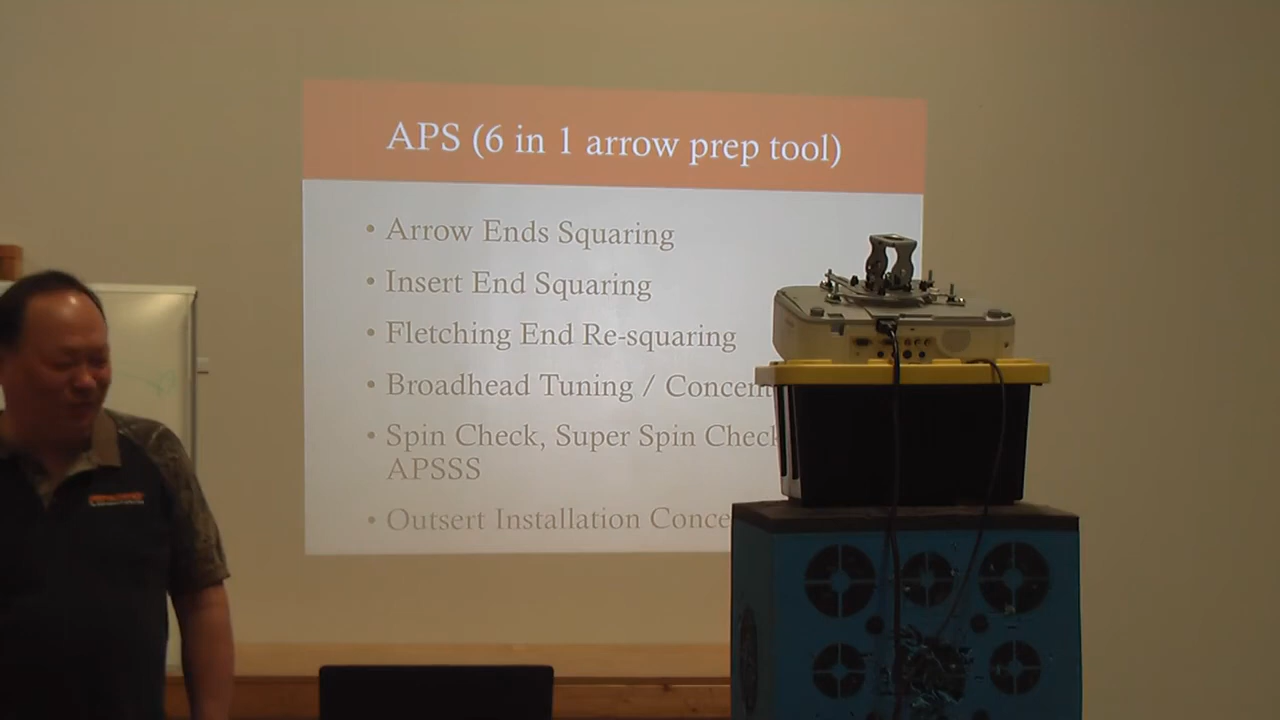 APS (6 in 1 arrow prep tool)
• Arrow Ends Squaring
• Insert End Squaring
• Fletching End Re-squaring
• Broadhead Tuning / Concent
• Spin Check, Super Spin Check
APSSS
• Outsert Installation Conce